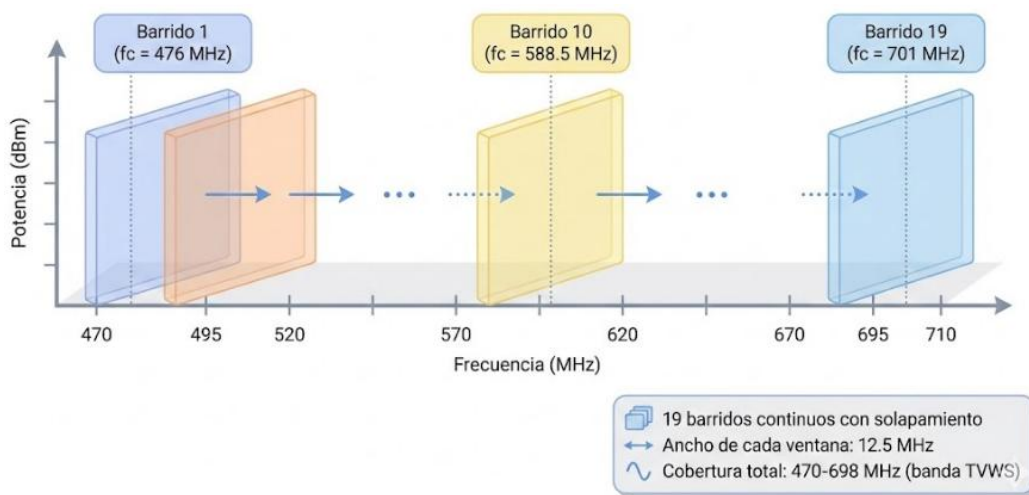 Barrido 1
(fc = 476 MHz)
Barrido 10
(fc = 588.5 MHz)
Barrido 19
(fc = 701 MHz)
Potencia (dBm)
470 495 520 570 620 670 695 710
Frecuencia (MHz)
19 barridos continuos con solapamiento
Ancho de cada ventana: 12.5 MHz
Cobertura total: 470-698 MHz (banda TVWS)